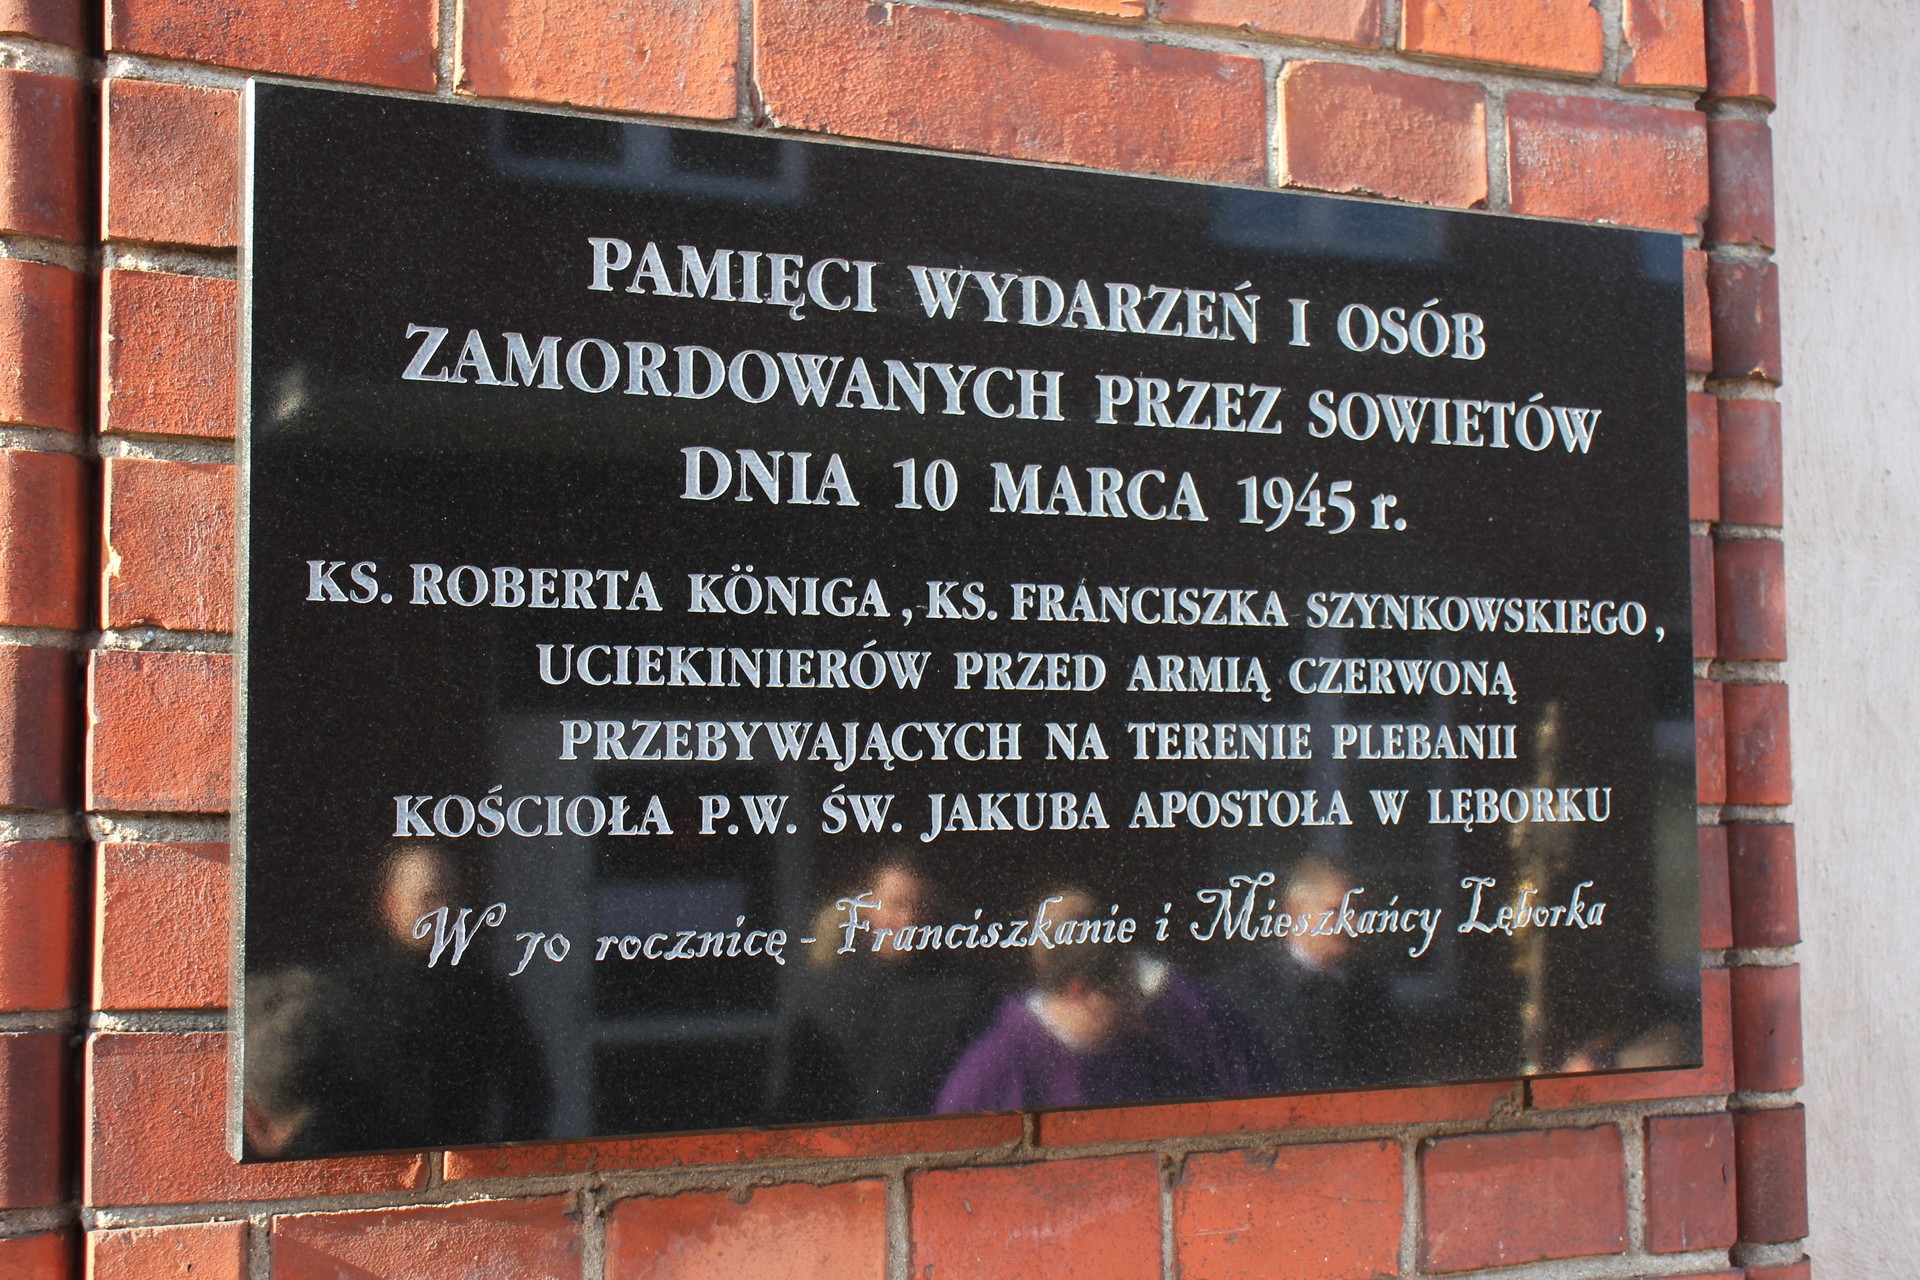 PAMIĘCI WYDARZEŃ I OSÓB
ZAMORDOWANYCH PRZEZ SOWIETÓW
DNIA 10 MARCA 1945 r.
KS. ROBERTA KÖNIGA, KS. FRANCISZKA SZYNKOWSKIEGO,
UCIEKINIERÓW PRZED ARMIĄ CZERWONĄ
PRZEBYWAJĄCYCH NA TERENIE PLEBANII
KOŚCIOŁA P.W. ŚW. JAKUBA APOSTOŁA W LĘBORKU
W 70 rocznicę - Franciszkanie i Mieszkańcy Lęborka